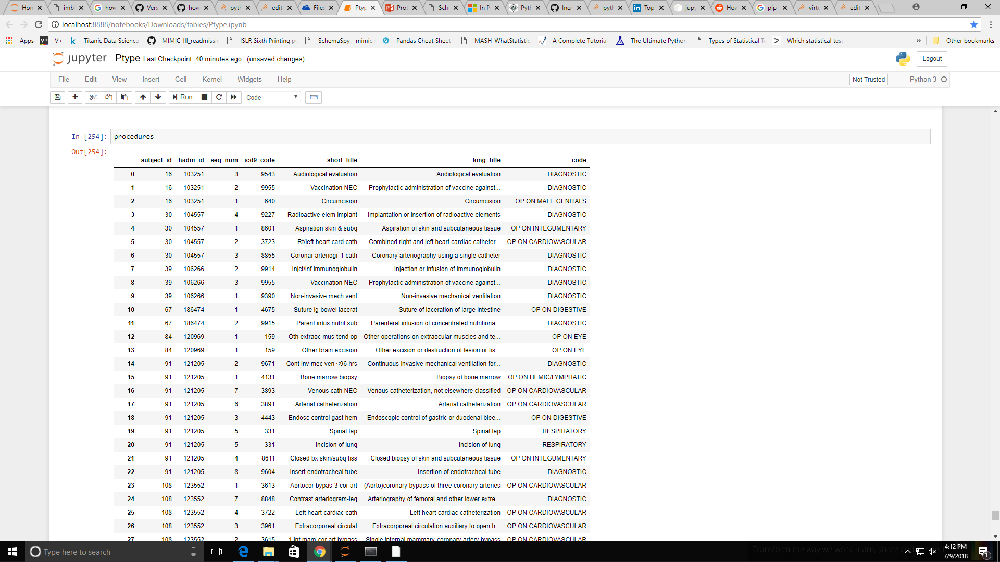 Hor imb how Vers how pyth edit Files Ptyp Prot Sch In P Pyth Incr pyth Top jup Hov pip virtu edit
localhost:8888/notebooks/Downloads/tables/Ptype.ipynb
Apps V+ V+ k Titanic Data Science MIMIC-III_readmissic ISLR Sixth Printing.p SchemaSpy - mimic. Pandas Cheat Sheet MASH-WhatStatistic A Complete Tutorial The Ultimate Python Types of Statistical Te > Which statistical test » Other bookmarks
jupyter Ptype Last Checkpoint: 40 minutes ago (unsaved changes) Logout
File Edit View Insert Cell Kernel Widgets Help Not Trusted Python 3
Run Code
In [254]: procedures
Out[254]:
subject_id hadm_id seq_num icd9_code short_title long_title code
0 16 103251 3 9543 Audiological evaluation Audiological evaluation DIAGNOSTIC
1 16 103251 2 9955 Vaccination NEC Prophylactic administration of vaccine against... DIAGNOSTIC
2 16 103251 1 640 Circumcision Circumcision OP ON MALE GENITALS
3 30 104557 4 9227 Radioactive elem implant Implantation or insertion of radioactive elements DIAGNOSTIC
4 30 104557 1 8601 Aspiration skin & subq Aspiration of skin and subcutaneous tissue OP ON INTEGUMENTARY
5 30 104557 2 3723 Rt/left heart card cath Combined right and left heart cardiac catheter... OP ON CARDIOVASCULAR
6 30 104557 3 8855 Coronar arteriogr-1 cath Coronary arteriography using a single catheter DIAGNOSTIC
7 39 106266 2 9914 Injct/inf immunoglobulin Injection or infusion of immunoglobulin DIAGNOSTIC
8 39 106266 3 9955 Vaccination NEC Prophylactic administration of vaccine against... DIAGNOSTIC
9 39 106266 1 9390 Non-invasive mech vent Non-invasive mechanical ventilation DIAGNOSTIC
10 67 186474 1 4675 Suture lg bowel lacerat Suture of laceration of large intestine OP ON DIGESTIVE
11 67 186474 2 9915 Parent infus nutrit sub Parenteral infusion of concentrated nutritiona... DIAGNOSTIC
12 84 120969 1 159 Oth extraoc mus-tend op Other operations on extraocular muscles and te... OP ON EYE
13 84 120969 1 159 Other brain excision Other excision or destruction of lesion or tis... OP ON EYE
14 91 121205 2 9671 Cont inv mec ven <96 hrs Continuous invasive mechanical ventilation for... DIAGNOSTIC
15 91 121205 1 4131 Bone marrow biopsy Biopsy of bone marrow OP ON HEMIC/LYMPHATIC
16 91 121205 7 3893 Venous cath NEC Venous catheterization, not elsewhere classified OP ON CARDIOVASCULAR
17 91 121205 6 3891 Arterial catheterization Arterial catheterization OP ON CARDIOVASCULAR
18 91 121205 3 4443 Endosc control gast hem Endoscopic control of gastric or duodenal blee... OP ON DIGESTIVE
19 91 121205 5 331 Spinal tap Spinal tap RESPIRATORY
20 91 121205 5 331 Incision of lung Incision of lung RESPIRATORY
21 91 121205 4 8611 Closed bx skin/subq tiss Closed biopsy of skin and subcutaneous tissue OP ON INTEGUMENTARY
22 91 121205 8 9604 Insert endotracheal tube Insertion of endotracheal tube DIAGNOSTIC
23 108 123552 1 3613 Aortocor bypas-3 cor art (Aorto)coronary bypass of three coronary arteries OP ON CARDIOVASCULAR
24 108 123552 7 8848 Contrast arteriogram-leg Arteriography of femoral and other lower extre... DIAGNOSTIC
25 108 123552 4 3722 Left heart cardiac cath Left heart cardiac catheterization OP ON CARDIOVASCULAR
26 108 123552 3 3961 Extracorporeal circulat Extracorporeal circulation auxiliary to open h... OP ON CARDIOVASCULAR
27 108 123552 2 3615 1 int mam-cor art bypass Single internal mammary-coronary artery bypass OP ON CARDIOVASCULAR
Type here to search Transform the way we work, learn, share an 4:12 PM
7/9/2018 1